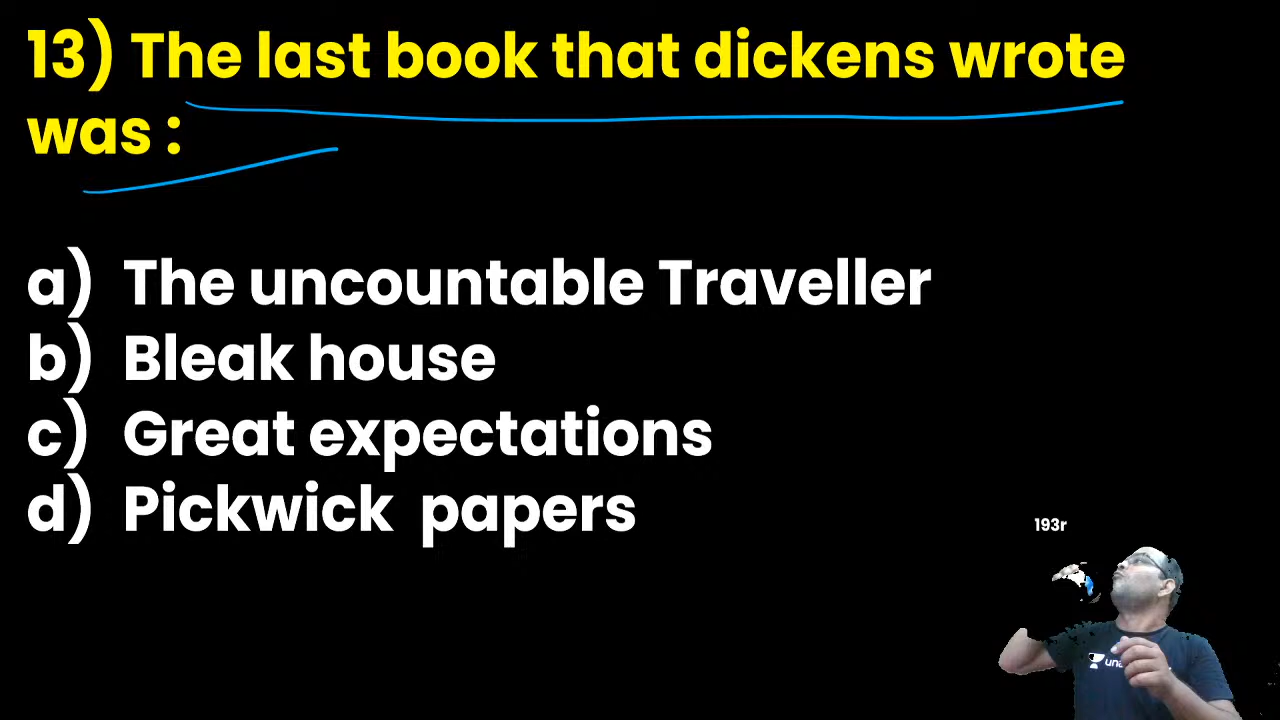 13) The last book that dickens wrote
was :
a) The uncountable Traveller
b) Bleak house
c) Great expectations
d) Pickwick papers
193r